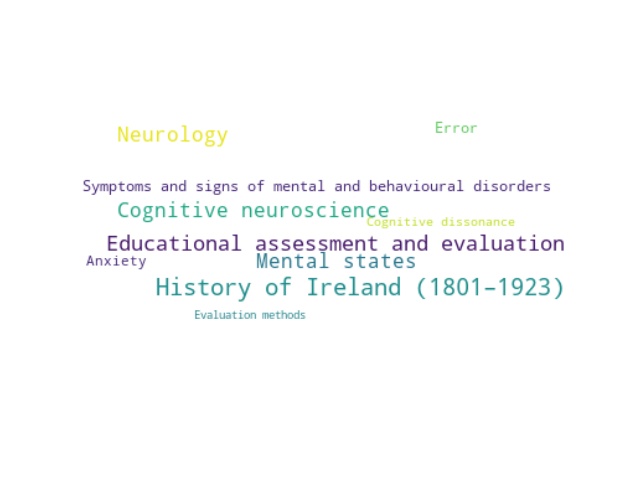 Error
Neurology
Symptoms and signs of mental and behavioural disorders
Cognitive neuroscience
Cognitive dissonance
Educational assessment and evaluation
Anxiety
Mental states
History of Ireland (1801–1923)
Evaluation methods